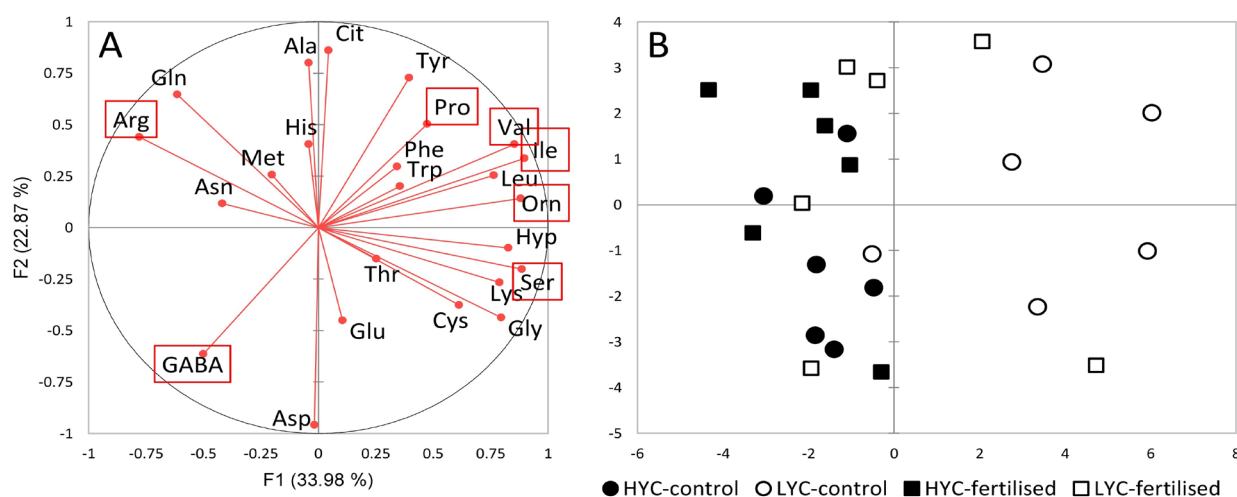 A
B
1
0.75
0.5
0.25
0
-0.25
-0.5
-0.75
-1
F2 (22.87 %)
-1
-0.75
-0.5
-0.25
0
0.25
0.5
0.75
1
F1 (33.98 %)
Ala
Cit
Gln
Tyr
Arg
Pro
His
Val
Ile
Met
Phe
Trp
Leu
Asn
Orn
Hyp
Thr
Ser
Lys
Cys
Gly
Glu
GABA
Asp
4
3
2
1
0
-1
-2
-3
-4
-5
-6
-4
-2
0
2
4
6
8
HYC-control
LYC-control
HYC-fertilised
LYC-fertilised